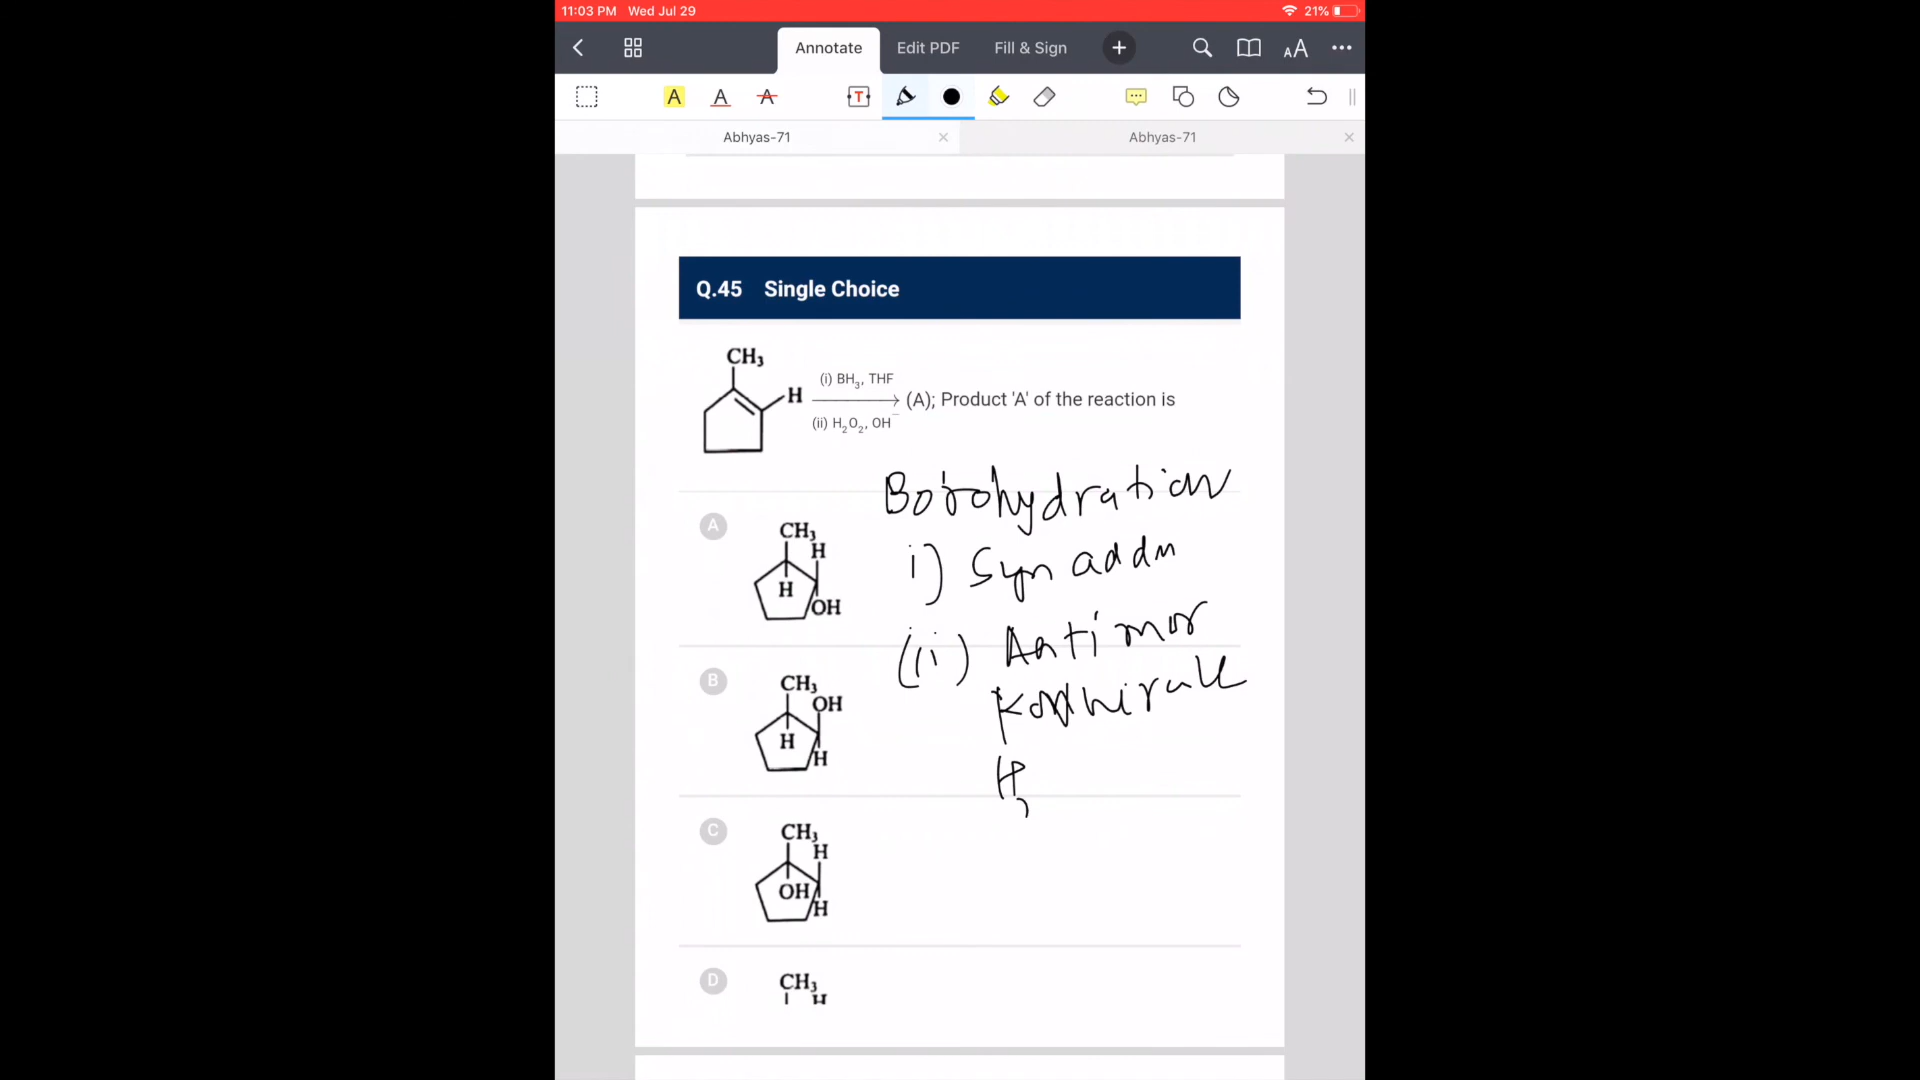 11:03 PM Wed Jul 29
21%
Annotate
Edit PDF
Fill & Sign
AA
A A A T
Abhyas-71
Abhyas-71
Q.45 Single Choice
CH₃
H
(i) BH₃, THF
(ii) H₂O₂, OH⁻
(A); Product 'A' of the reaction is
Borohydration
i) Syn addn
(ii) Anti mar
A
CH₃
H
H
OH
B
CH₃
OH
H
H
C
CH₃
H
OH
H
D
CH₃
H